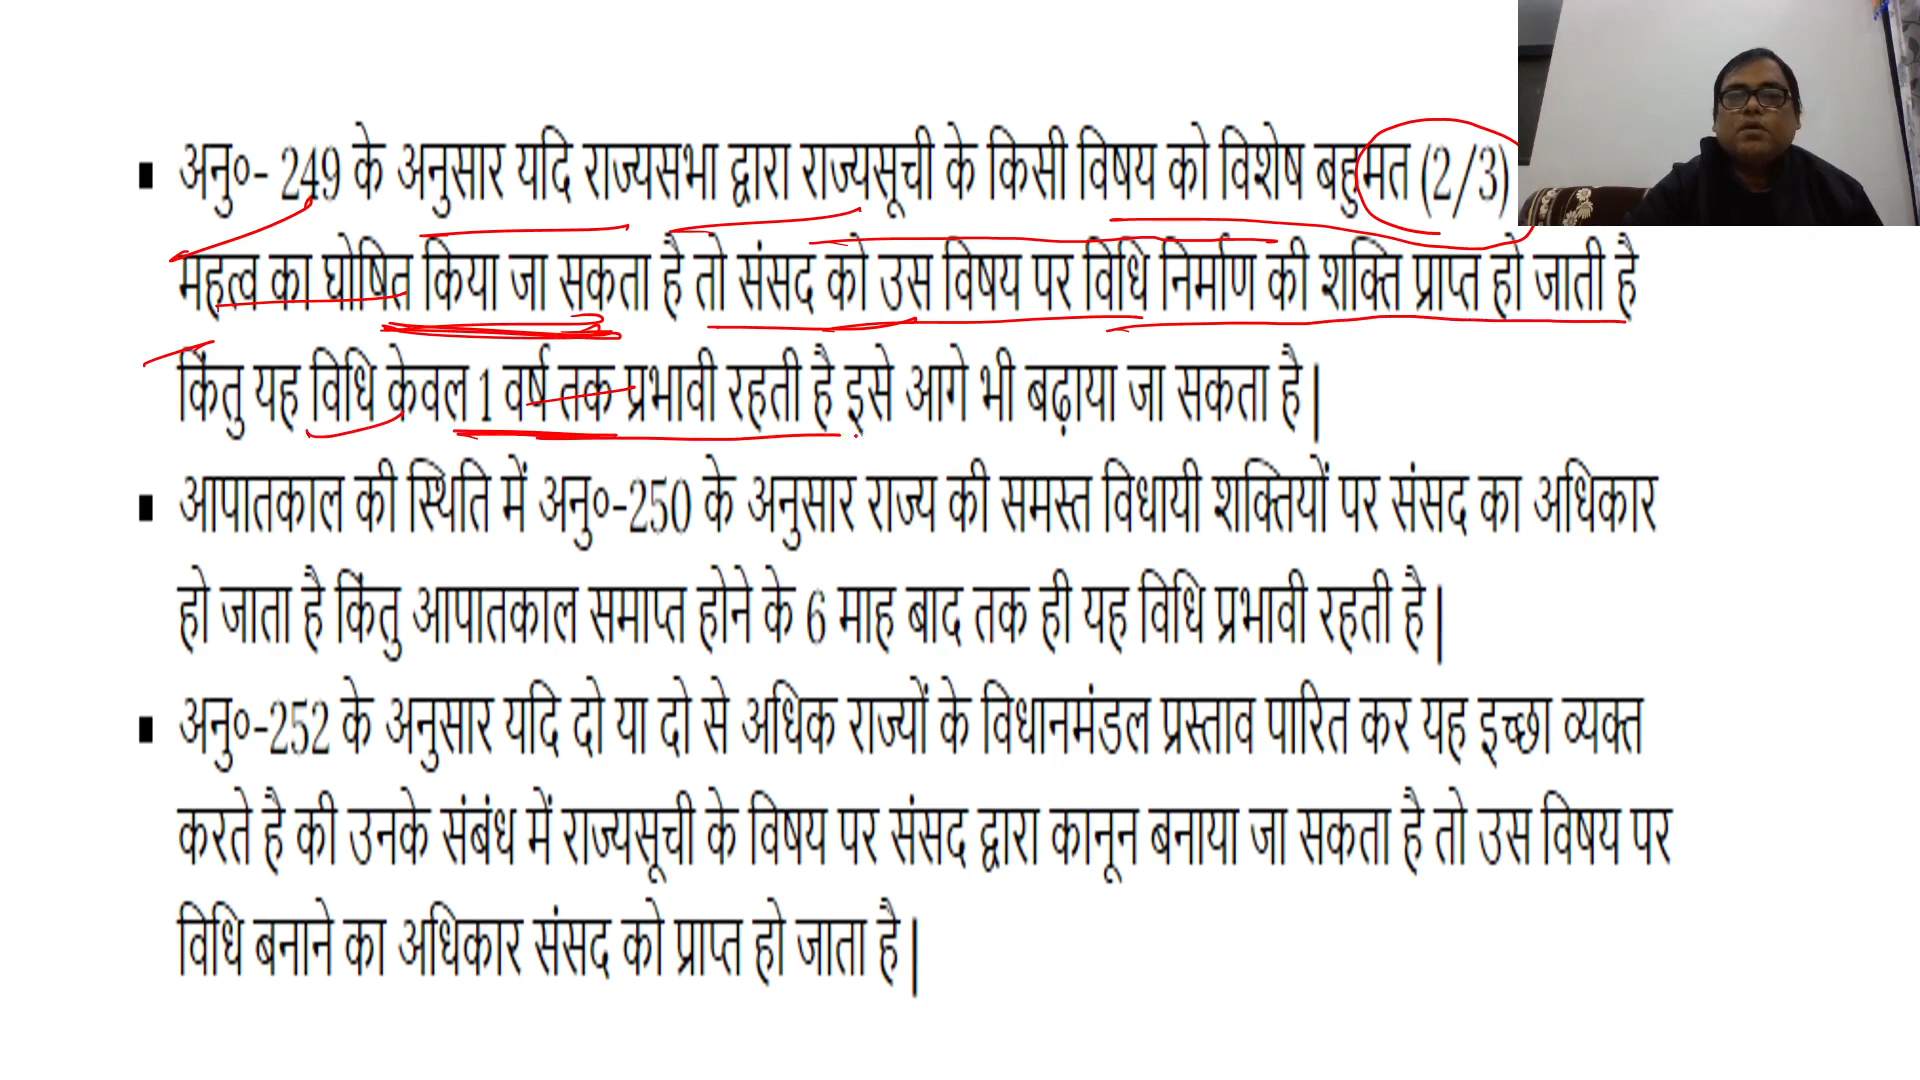 ▪ अनु०- 249 के अनुसार यदि राज्यसभा द्वारा राज्यसूची के किसी विषय को विशेष बहुमत (2/3)
महत्व का घोषित किया जा सकता है तो संसद को उस विषय पर विधि निर्माण की शक्ति प्राप्त हो जाती है
किंतु यह विधि केवल 1 वर्ष तक प्रभावी रहती है इसे आगे भी बढ़ाया जा सकता है|
▪ आपातकाल की स्थिति में अनु०-250 के अनुसार राज्य की समस्त विधायी शक्तियों पर संसद का अधिकार
हो जाता है किंतु आपातकाल समाप्त होने के 6 माह बाद तक ही यह विधि प्रभावी रहती है|
▪ अनु०-252 के अनुसार यदि दो या दो से अधिक राज्यों के विधानमंडल प्रस्ताव पारित कर यह इच्छा व्यक्त
करते है की उनके संबंध में राज्यसूची के विषय पर संसद द्वारा कानून बनाया जा सकता है तो उस विषय पर
विधि बनाने का अधिकार संसद को प्राप्त हो जाता है|